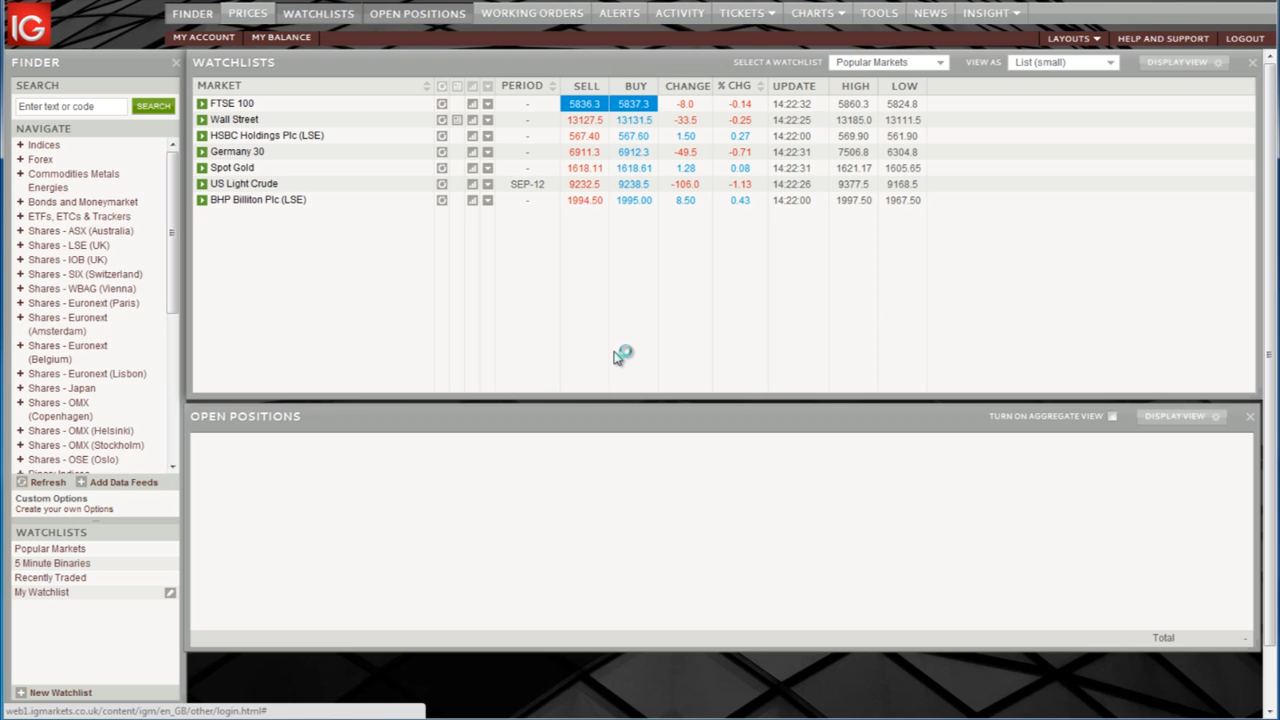 IG
FINDER PRICES WATCHLISTS OPEN POSITIONS WORKING ORDERS ALERTS ACTIVITY TICKETS CHARTS TOOLS NEWS INSIGHT
MY ACCOUNT MY BALANCE LAYOUTS HELP AND SUPPORT LOGOUT
FINDER
SEARCH
Enter text or code SEARCH
NAVIGATE
+ Indices
+ Forex
+ Commodities Metals
Energies
+ Bonds and Moneymarket
+ ETFs, ETCs & Trackers
+ Shares - ASX (Australia)
+ Shares - LSE (UK)
+ Shares - IOB (UK)
+ Shares - SIX (Switzerland)
+ Shares - WBAG (Vienna)
+ Shares - Euronext (Paris)
+ Shares - Euronext
(Amsterdam)
+ Shares - Euronext
(Belgium)
+ Shares - Euronext (Lisbon)
+ Shares - Japan
+ Shares - OMX
(Copenhagen)
+ Shares - OMX (Helsinki)
+ Shares - OMX (Stockholm)
+ Shares - OSE (Oslo)
Refresh Add Data Feeds
Custom Options
Create your own Options
WATCHLISTS
Popular Markets
5 Minute Binaries
Recently Traded
My Watchlist
New Watchlist
WATCHLISTS SELECT A WATCHLIST Popular Markets VIEW AS List (small) DISPLAY VIEW
MARKET PERIOD SELL BUY CHANGE % CHG UPDATE HIGH LOW
FTSE 100 - 5836.3 5837.3 -8.0 -0.14 14:22:32 5860.3 5824.8
Wall Street - 13127.5 13131.5 -33.5 -0.25 14:22:25 13185.0 13111.5
HSBC Holdings Plc (LSE) - 567.40 567.60 1.50 0.27 14:22:00 569.90 561.90
Germany 30 - 6911.3 6912.3 -49.5 -0.71 14:22:31 7506.8 6304.8
Spot Gold - 1618.11 1618.61 1.28 0.08 14:22:31 1621.17 1605.65
US Light Crude SEP-12 9232.5 9238.5 -106.0 -1.13 14:22:26 9377.5 9168.5
BHP Billiton Plc (LSE) - 1994.50 1995.00 8.50 0.43 14:22:00 1997.50 1967.50
OPEN POSITIONS TURN ON AGGREGATE VIEW DISPLAY VIEW
Total -
web1.igmarkets.co.uk/content/igm/en_GB/other/login.html#